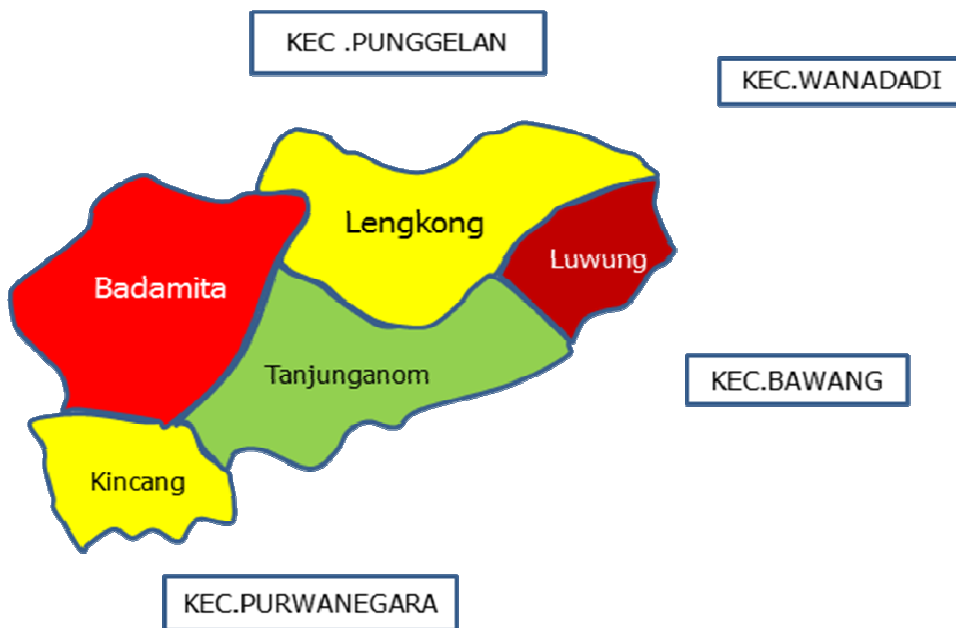 KEC .PUNGGELAN
KEC.WANADADI
Lengkong
Luwung
Badamita
Tanjunganom
KEC.BAWANG
Kincang
KEC.PURWANEGARA